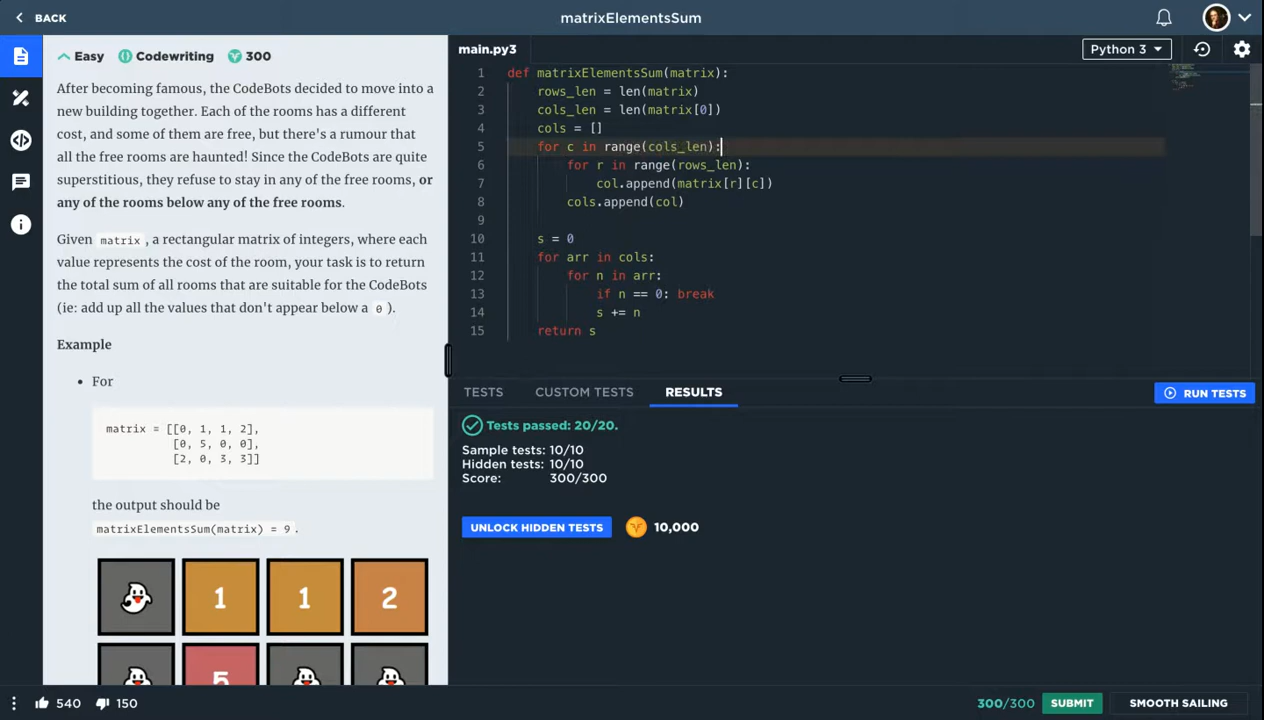 BACK
matrixElementsSum
Easy
Codewriting
300
After becoming famous, the CodeBots decided to move into a
new building together. Each of the rooms has a different
cost, and some of them are free, but there's a rumour that
all the free rooms are haunted! Since the CodeBots are quite
superstitious, they refuse to stay in any of the free rooms, or
any of the rooms below any of the free rooms.
Given matrix, a rectangular matrix of integers, where each
value represents the cost of the room, your task is to return
the total sum of all rooms that are suitable for the CodeBots
(ie: add up all the values that don't appear below a 0 ).
Example
• For
matrix = [[0, 1, 1, 2],
[0, 5, 0, 0],
[2, 0, 3, 3]]
the output should be
matrixElementsSum(matrix) = 9.
1 1 2
5
540 150
main.py3
Python 3
1 def matrixElementsSum(matrix):
2 rows_len = len(matrix)
3 cols_len = len(matrix[0])
4 cols = []
5 for c in range(cols_len):
6 for r in range(rows_len):
7 col.append(matrix[r][c])
8 cols.append(col)
9
10 s = 0
11 for arr in cols:
12 for n in arr:
13 if n == 0: break
14 s += n
15 return s
TESTS
CUSTOM TESTS
RESULTS
RUN TESTS
Tests passed: 20/20.
Sample tests: 10/10
Hidden tests: 10/10
Score: 300/300
UNLOCK HIDDEN TESTS
10,000
300/300
SUBMIT
SMOOTH SAILING